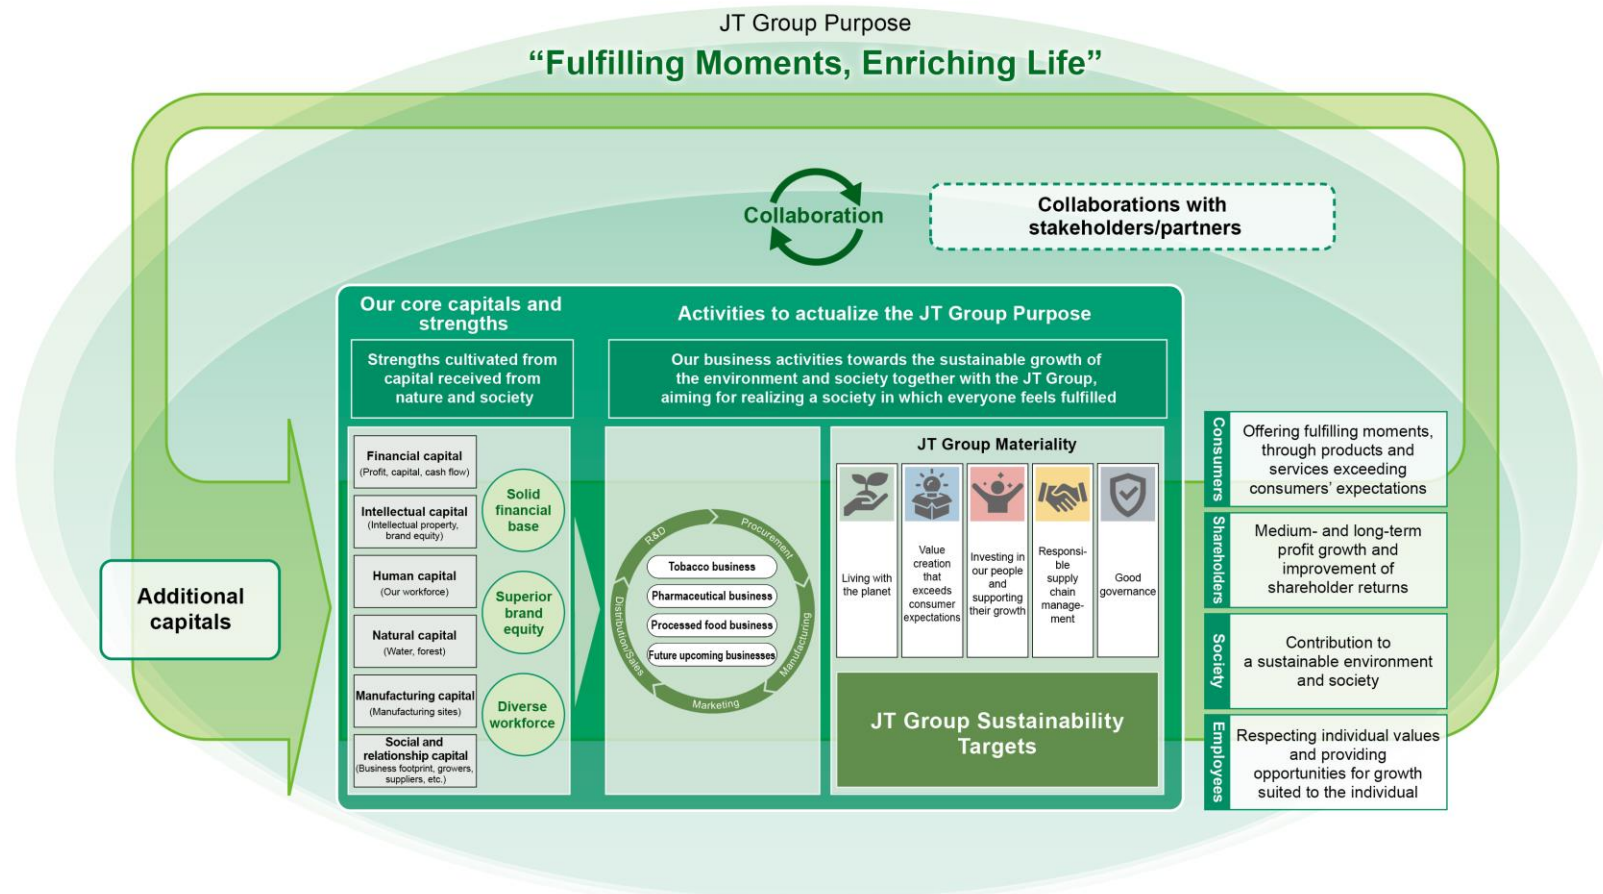 JT Group Purpose
“Fulfilling Moments, Enriching Life”
Collaboration
Collaborations with
stakeholders/partners
Our core capitals and
strengths
Strengths cultivated from
capital received from
nature and society
Activities to actualize the JT Group Purpose
Our business activities towards the sustainable growth of
the environment and society together with the JT Group,
aiming for realizing a society in which everyone feels fulfilled
Additional
capitals
Financial capital
(Profit, capital, cash flow)
Intellectual capital
(Intellectual property,
brand equity)
Human capital
(Our workforce)
Natural capital
(Water, forest)
Manufacturing capital
(Manufacturing sites)
Social and
relationship capital
(Business footprint, growers,
suppliers, etc.)
Solid
financial
base
Superior
brand
equity
Diverse
workforce
R&D
Procurement
Manufacturing
Marketing
Distribution/Sales
Tobacco business
Pharmaceutical business
Processed food business
Future upcoming businesses
JT Group Materiality
Living with
the planet
Value
creation
that
exceeds
consumer
expectations
Investing in
our people
and
supporting
their growth
Responsi-
ble
supply
chain
manage-
ment
Good
governance
JT Group Sustainability
Targets
Consumers
Offering fulfilling moments,
through products and
services exceeding
consumers’ expectations
Shareholders
Medium- and long-term
profit growth and
improvement of
shareholder returns
Society
Contribution to
a sustainable environment
and society
Employees
Respecting individual values
and providing
opportunities for growth
suited to the individual